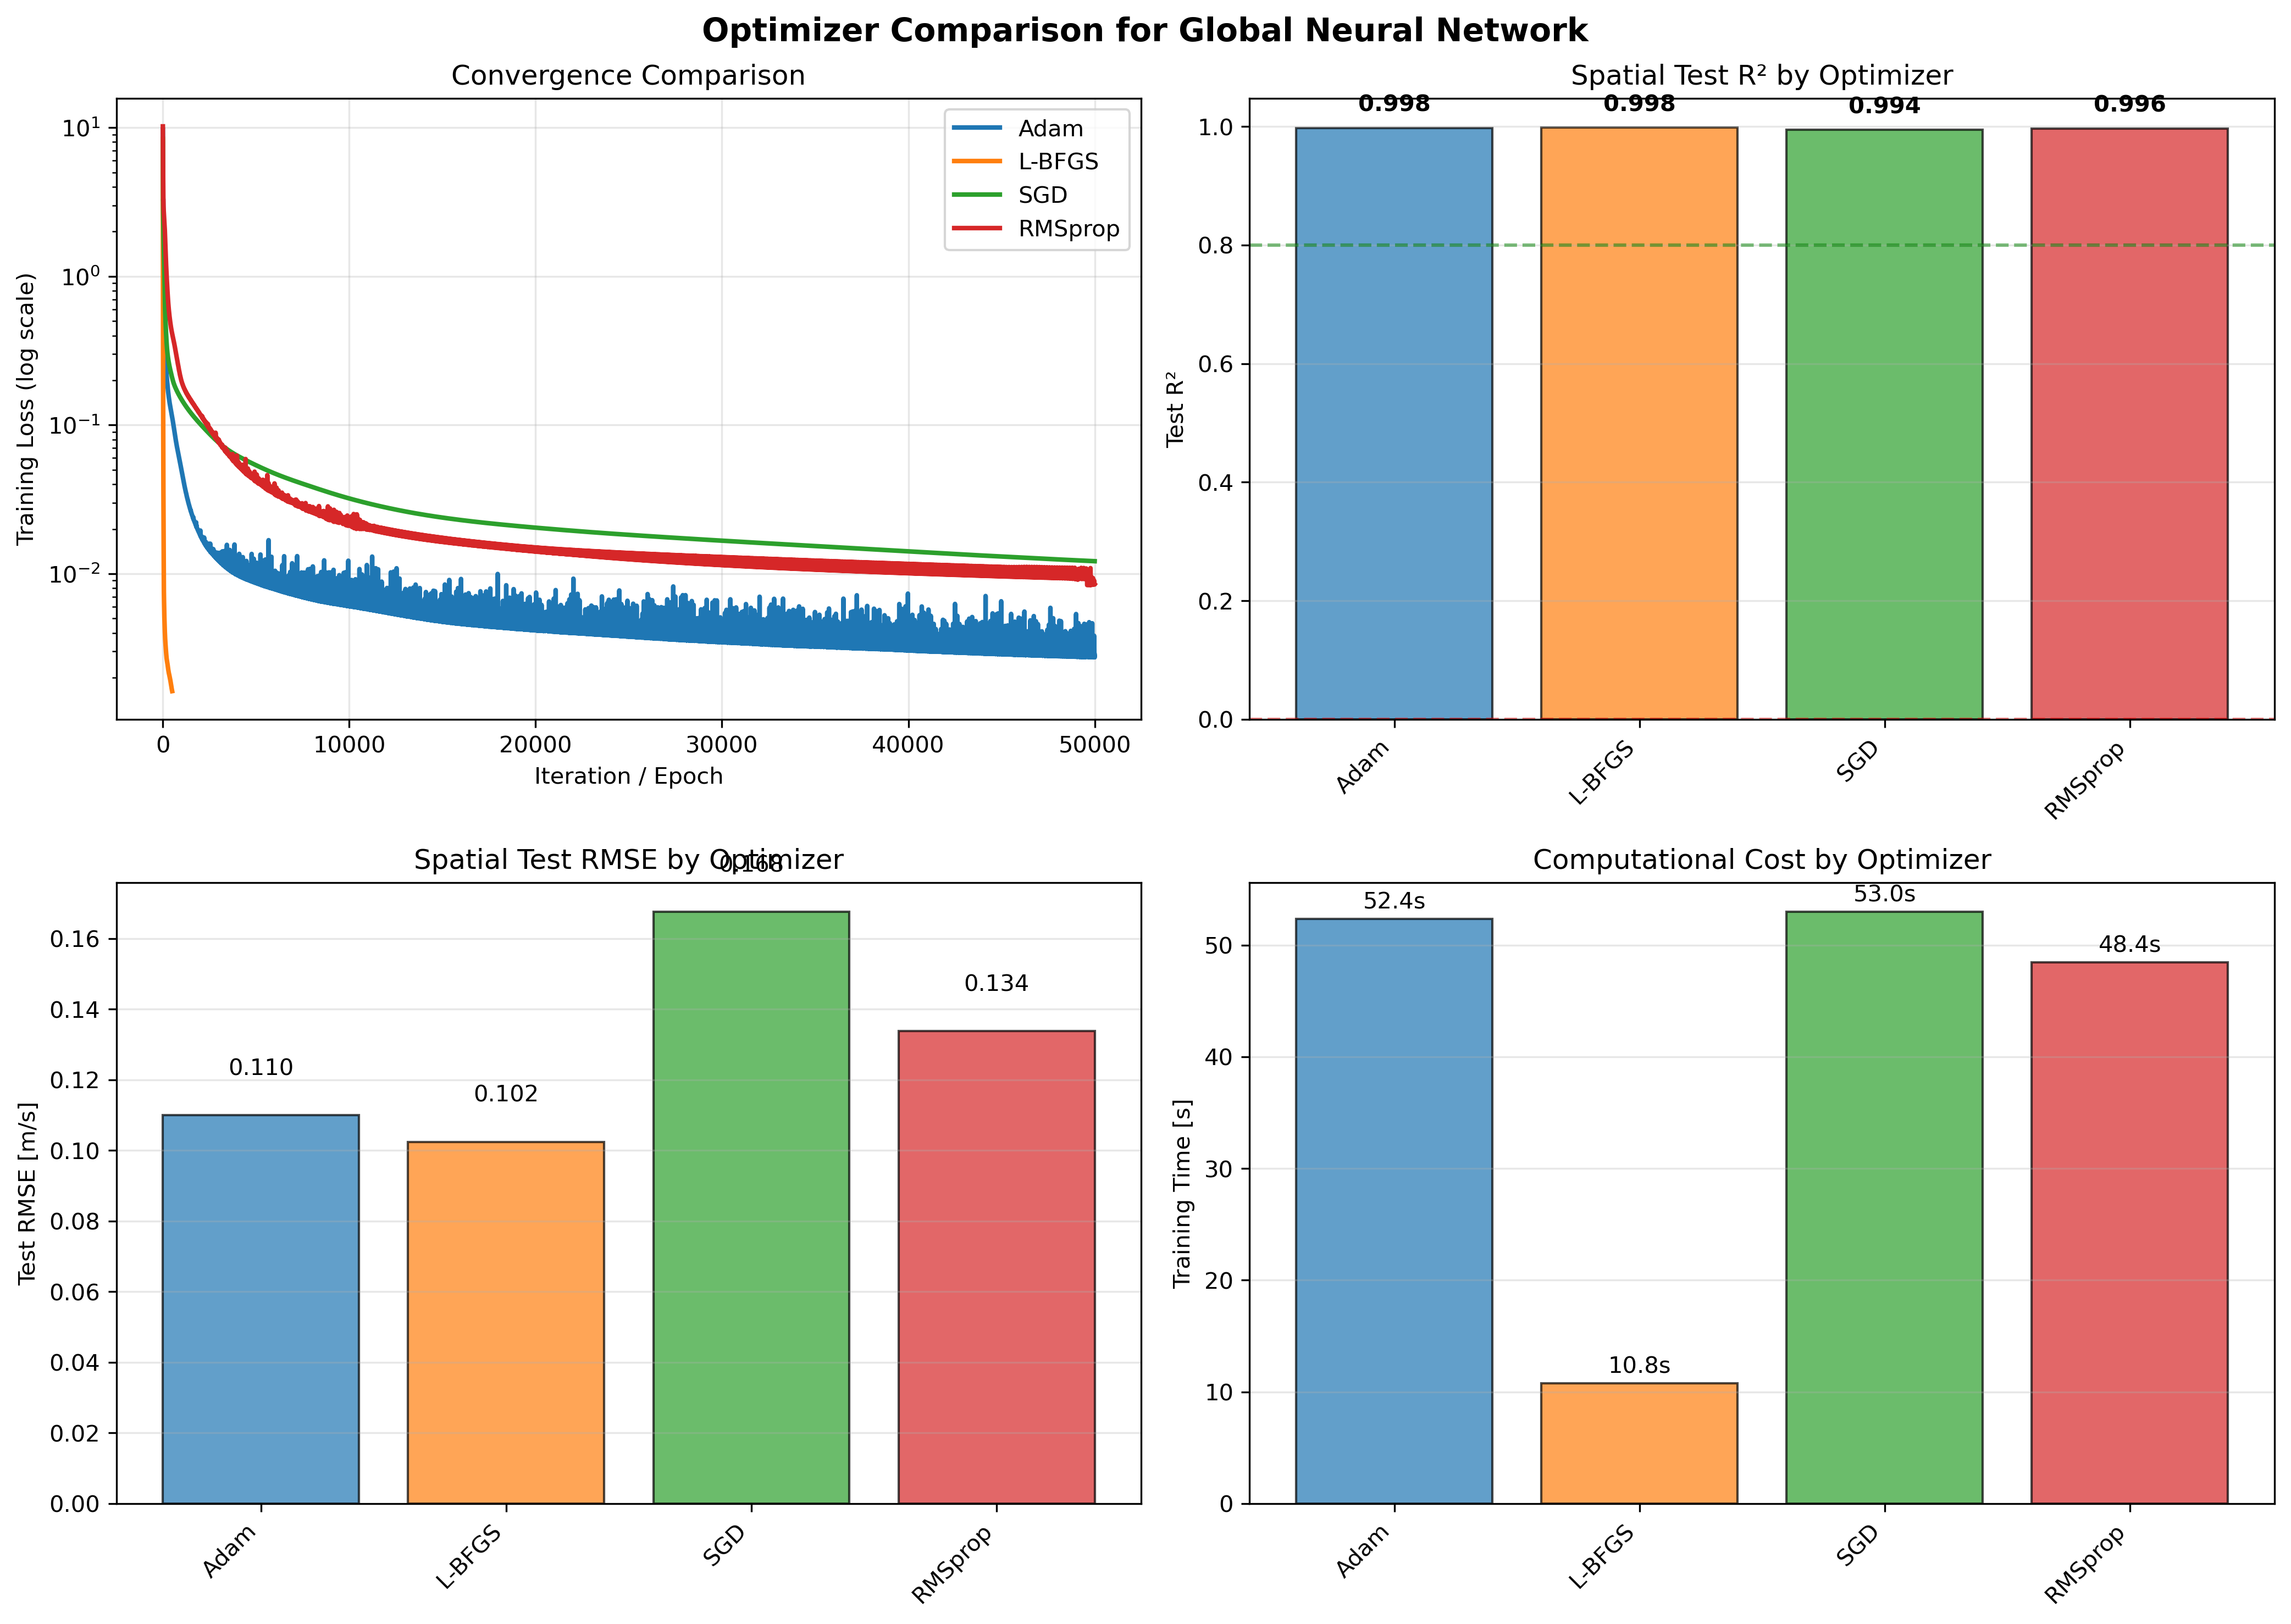 Optimizer Comparison for Global Neural Network
Convergence Comparison
Training Loss (log scale)
10¹
10⁰
10⁻¹
10⁻²
0
10000
20000
30000
40000
50000
Iteration / Epoch
Adam
L-BFGS
SGD
RMSprop
Spatial Test R² by Optimizer
Test R²
1.0
0.8
0.6
0.4
0.2
0.0
0.998
0.998
0.994
0.996
Adam
L-BFGS
SGD
RMSprop
Spatial Test RMSE by Optimizer
Test RMSE [m/s]
0.16
0.14
0.12
0.10
0.08
0.06
0.04
0.02
0.00
0.110
0.102
0.168
0.134
Adam
L-BFGS
SGD
RMSprop
Computational Cost by Optimizer
Training Time [s]
50
40
30
20
10
0
52.4s
10.8s
53.0s
48.4s
Adam
L-BFGS
SGD
RMSprop